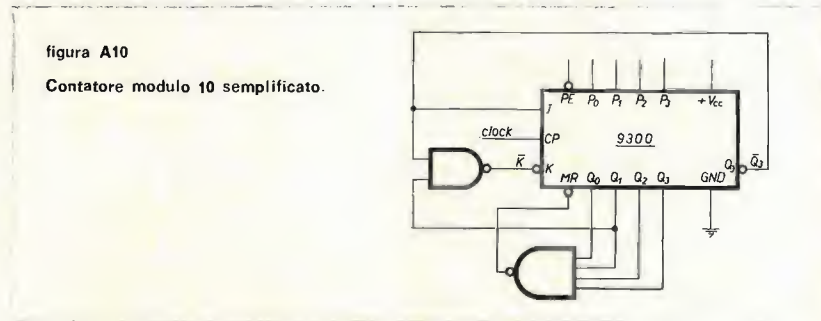 figura A10
Contatore modulo 10 semplificato.
PE P₀ P₁ P₂ P₃ +Vcc
J
clock CP 9300
K̄ K Q₃ Q̄₃
MR Q₀ Q₁ Q₂ Q₃ GND